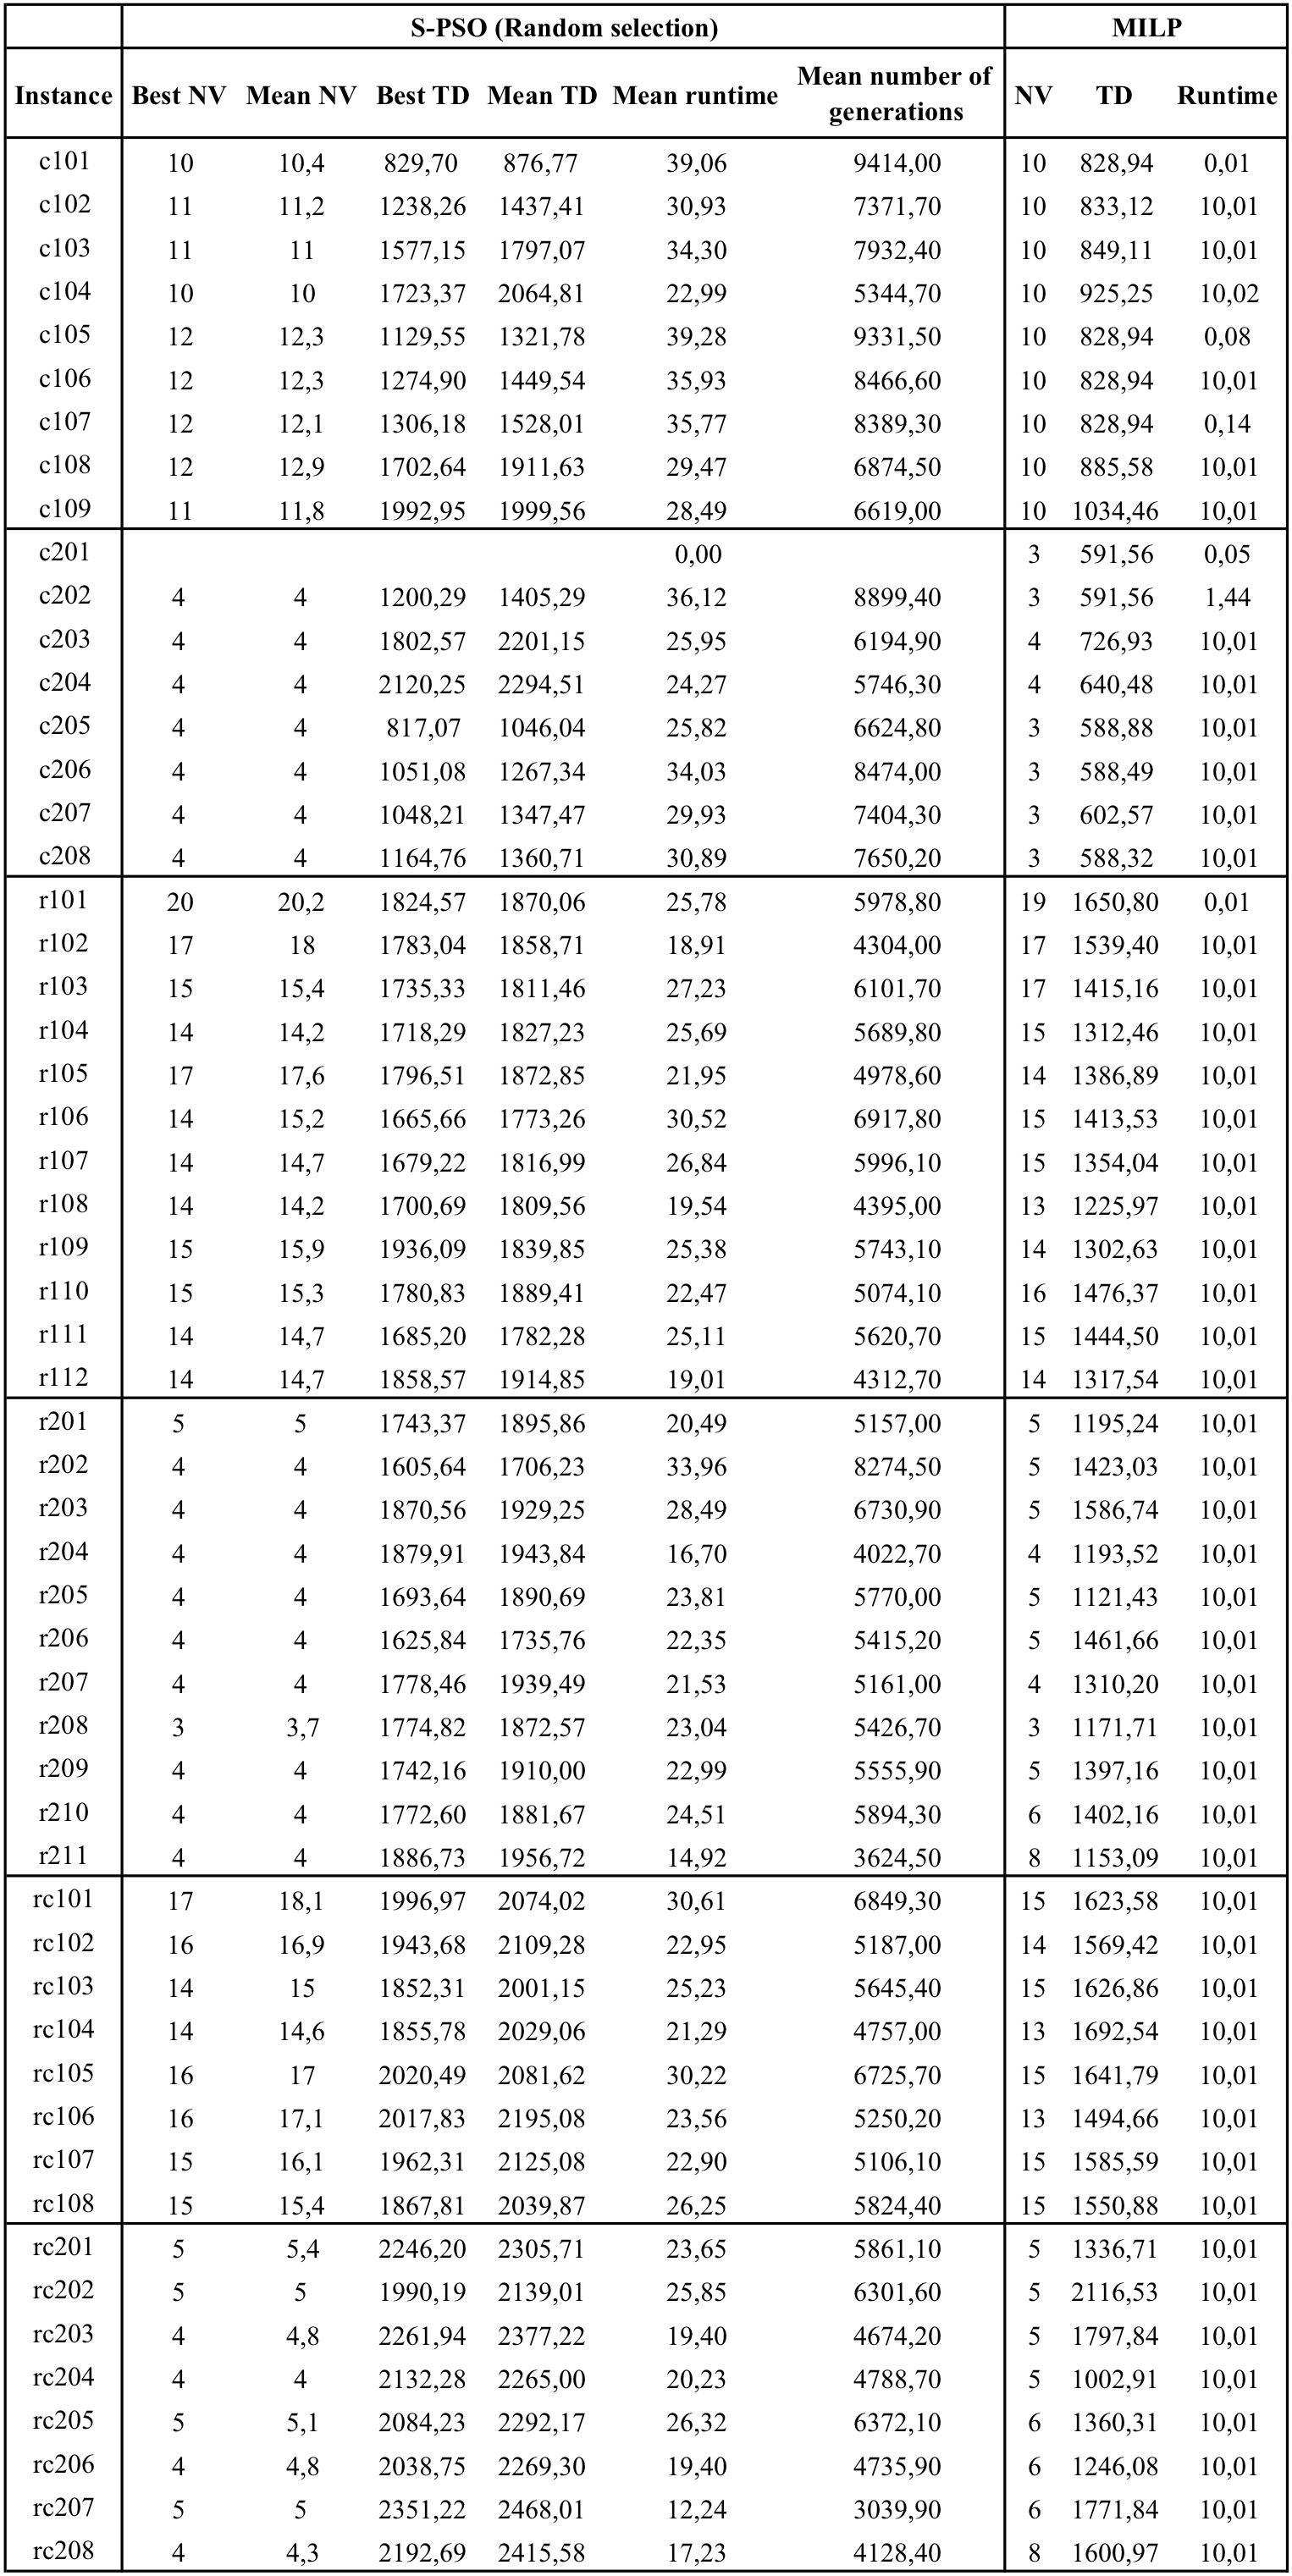 S-PSO (Random selection) MILP
Instance Best NV Mean NV Best TD Mean TD Mean runtime Mean number of generations NV TD Runtime
c101 10 10,4 829,70 876,77 39,06 9414,00 10 828,94 0,01
c102 11 11,2 1238,26 1437,41 30,93 7371,70 10 833,12 10,01
c103 11 11 1577,15 1797,07 34,30 7932,40 10 849,11 10,01
c104 10 10 1723,37 2064,81 22,99 5344,70 10 925,25 10,02
c105 12 12,3 1129,55 1321,78 39,28 9331,50 10 828,94 0,08
c106 12 12,3 1274,90 1449,54 35,93 8466,60 10 828,94 10,01
c107 12 12,1 1306,18 1528,01 35,77 8389,30 10 828,94 0,14
c108 12 12,9 1702,64 1911,63 29,47 6874,50 10 885,58 10,01
c109 11 11,8 1992,95 1999,56 28,49 6619,00 10 1034,46 10,01
c201 0,00 3 591,56 0,05
c202 4 4 1200,29 1405,29 36,12 8899,40 3 591,56 1,44
c203 4 4 1802,57 2201,15 25,95 6194,90 4 726,93 10,01
c204 4 4 2120,25 2294,51 24,27 5746,30 4 640,48 10,01
c205 4 4 817,07 1046,04 25,82 6624,80 3 588,88 10,01
c206 4 4 1051,08 1267,34 34,03 8474,00 3 588,49 10,01
c207 4 4 1048,21 1347,47 29,93 7404,30 3 602,57 10,01
c208 4 4 1164,76 1360,71 30,89 7650,20 3 588,32 10,01
r101 20 20,2 1824,57 1870,06 25,78 5978,80 19 1650,80 0,01
r102 17 18 1783,04 1858,71 18,91 4304,00 17 1539,40 10,01
r103 15 15,4 1735,33 1811,46 27,23 6101,70 17 1415,16 10,01
r104 14 14,2 1718,29 1827,23 25,69 5689,80 15 1312,46 10,01
r105 17 17,6 1796,51 1872,85 21,95 4978,60 14 1386,89 10,01
r106 14 15,2 1665,66 1773,26 30,52 6917,80 15 1413,53 10,01
r107 14 14,7 1679,22 1816,99 26,84 5996,10 15 1354,04 10,01
r108 14 14,2 1700,69 1809,56 19,54 4395,00 13 1225,97 10,01
r109 15 15,9 1936,09 1839,85 25,38 5743,10 14 1302,63 10,01
r110 15 15,3 1780,83 1889,41 22,47 5074,10 16 1476,37 10,01
r111 14 14,7 1685,20 1782,28 25,11 5620,70 15 1444,50 10,01
r112 14 14,7 1858,57 1914,85 19,01 4312,70 14 1317,54 10,01
r201 5 5 1743,37 1895,86 20,49 5157,00 5 1195,24 10,01
r202 4 4 1605,64 1706,23 33,96 8274,50 5 1423,03 10,01
r203 4 4 1870,56 1929,25 28,49 6730,90 5 1586,74 10,01
r204 4 4 1879,91 1943,84 16,70 4022,70 4 1193,52 10,01
r205 4 4 1693,64 1890,69 23,81 5770,00 5 1121,43 10,01
r206 4 4 1625,84 1735,76 22,35 5415,20 5 1461,66 10,01
r207 4 4 1778,46 1939,49 21,53 5161,00 4 1310,20 10,01
r208 3 3,7 1774,82 1872,57 23,04 5426,70 3 1171,71 10,01
r209 4 4 1742,16 1910,00 22,99 5555,90 5 1397,16 10,01
r210 4 4 1772,60 1881,67 24,51 5894,30 6 1402,16 10,01
r211 4 4 1886,73 1956,72 14,92 3624,50 8 1153,09 10,01
rc101 17 18,1 1996,97 2074,02 30,61 6849,30 15 1623,58 10,01
rc102 16 16,9 1943,68 2109,28 22,95 5187,00 14 1569,42 10,01
rc103 14 15 1852,31 2001,15 25,23 5645,40 15 1626,86 10,01
rc104 14 14,6 1855,78 2029,06 21,29 4757,00 13 1692,54 10,01
rc105 16 17 2020,49 2081,62 30,22 6725,70 15 1641,79 10,01
rc106 16 17,1 2017,83 2195,08 23,56 5250,20 13 1494,66 10,01
rc107 15 16,1 1962,31 2125,08 22,90 5106,10 15 1585,59 10,01
rc108 15 15,4 1867,81 2039,87 26,25 5824,40 15 1550,88 10,01
rc201 5 5,4 2246,20 2305,71 23,65 5861,10 5 1336,71 10,01
rc202 5 5 1990,19 2139,01 25,85 6301,60 5 2116,53 10,01
rc203 4 4,8 2261,94 2377,22 19,40 4674,20 5 1797,84 10,01
rc204 4 4 2132,28 2265,00 20,23 4788,70 5 1002,91 10,01
rc205 5 5,1 2084,23 2292,17 26,32 6372,10 6 1360,31 10,01
rc206 4 4,8 2038,75 2269,30 19,40 4735,90 6 1246,08 10,01
rc207 5 5 2351,22 2468,01 12,24 3039,90 6 1771,84 10,01
rc208 4 4,3 2192,69 2415,58 17,23 4128,40 8 1600,97 10,01